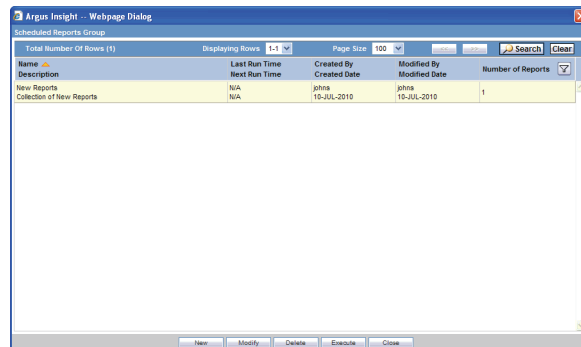 Argus Insight -- Webpage Dialog
Scheduled Reports Group
Total Number Of Rows (1) Displaying Rows 1-1 Page Size 100 << >> Search Clear
Name Last Run Time Created By Modified By Number of Reports
Description Next Run Time Created Date Modified Date
New Reports N/A johns johns 1
Collection of New Reports N/A 10-JUL-2010 10-JUL-2010
New Modify Delete Execute Close